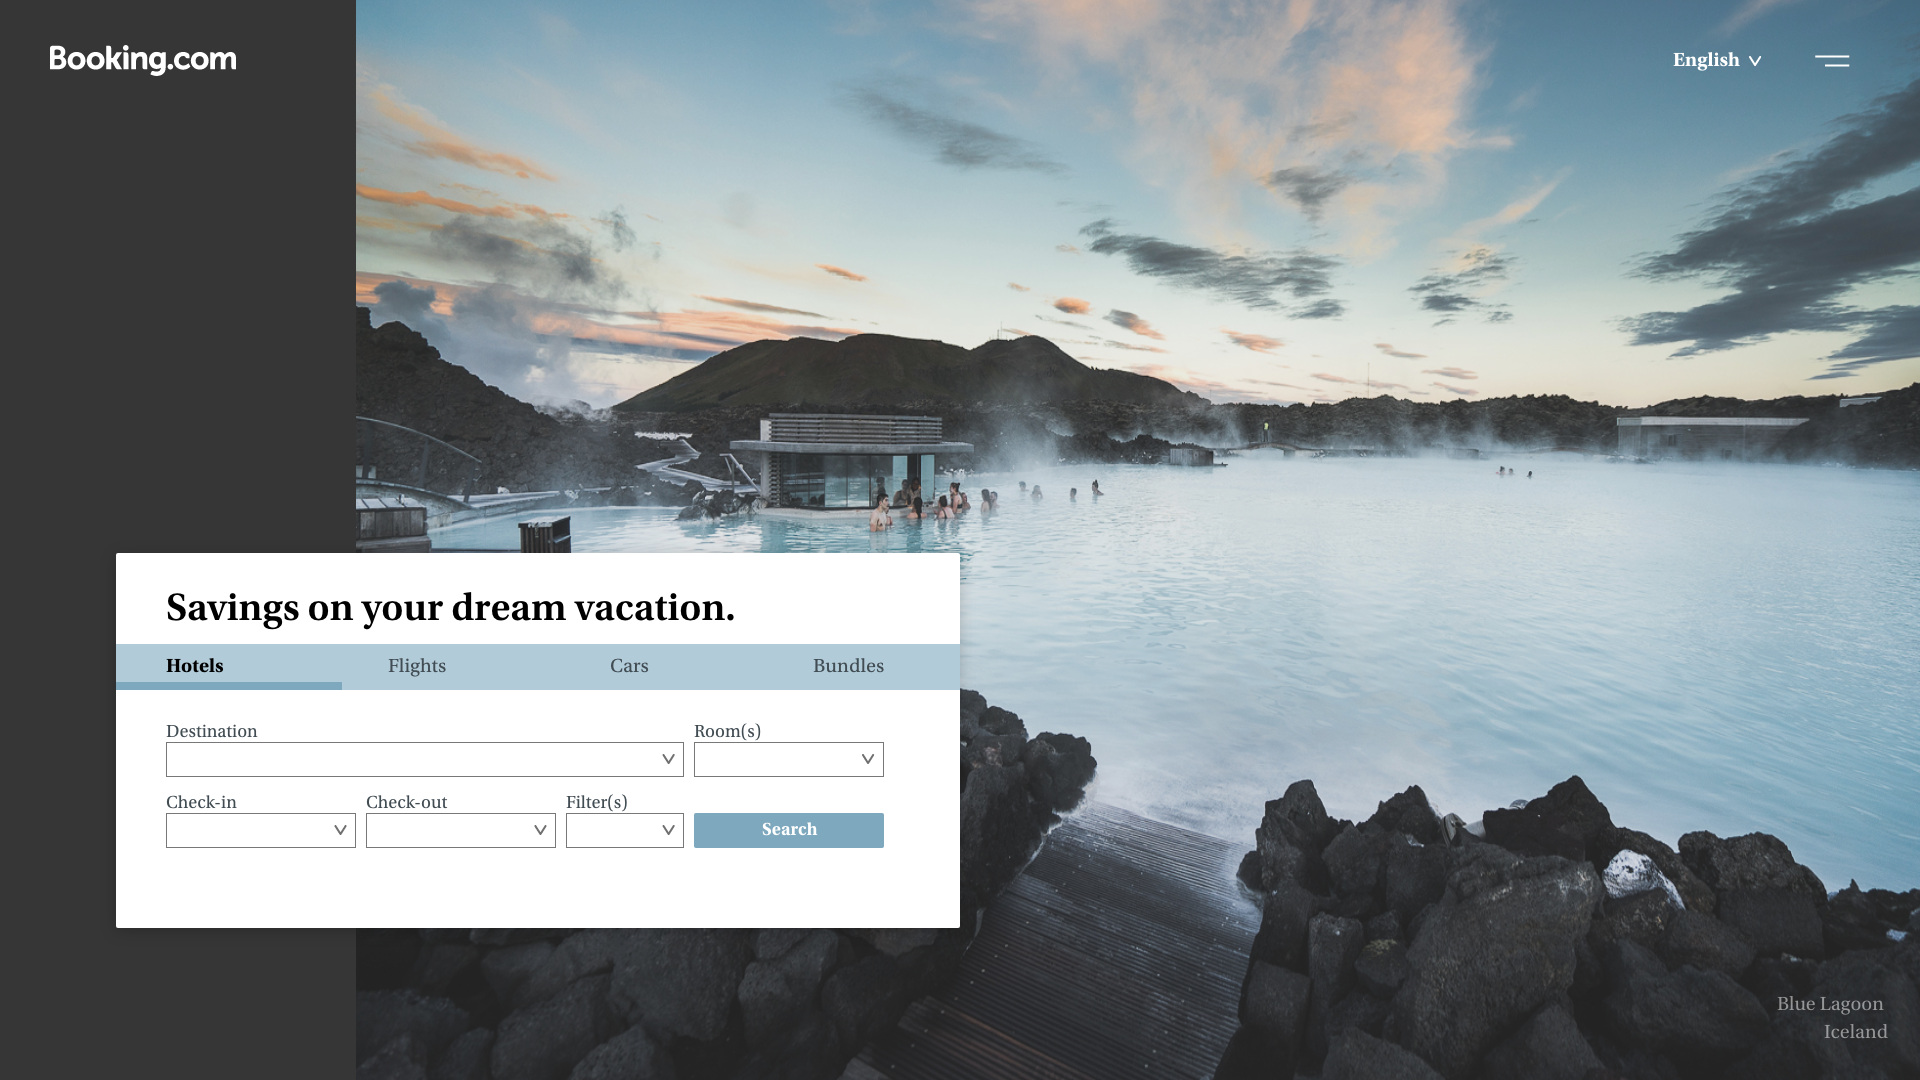 Booking.com
English
Savings on your dream vacation.
Hotels
Flights
Cars
Bundles
Destination
Room(s)
Check-in
Check-out
Filter(s)
Search
Blue Lagoon
Iceland